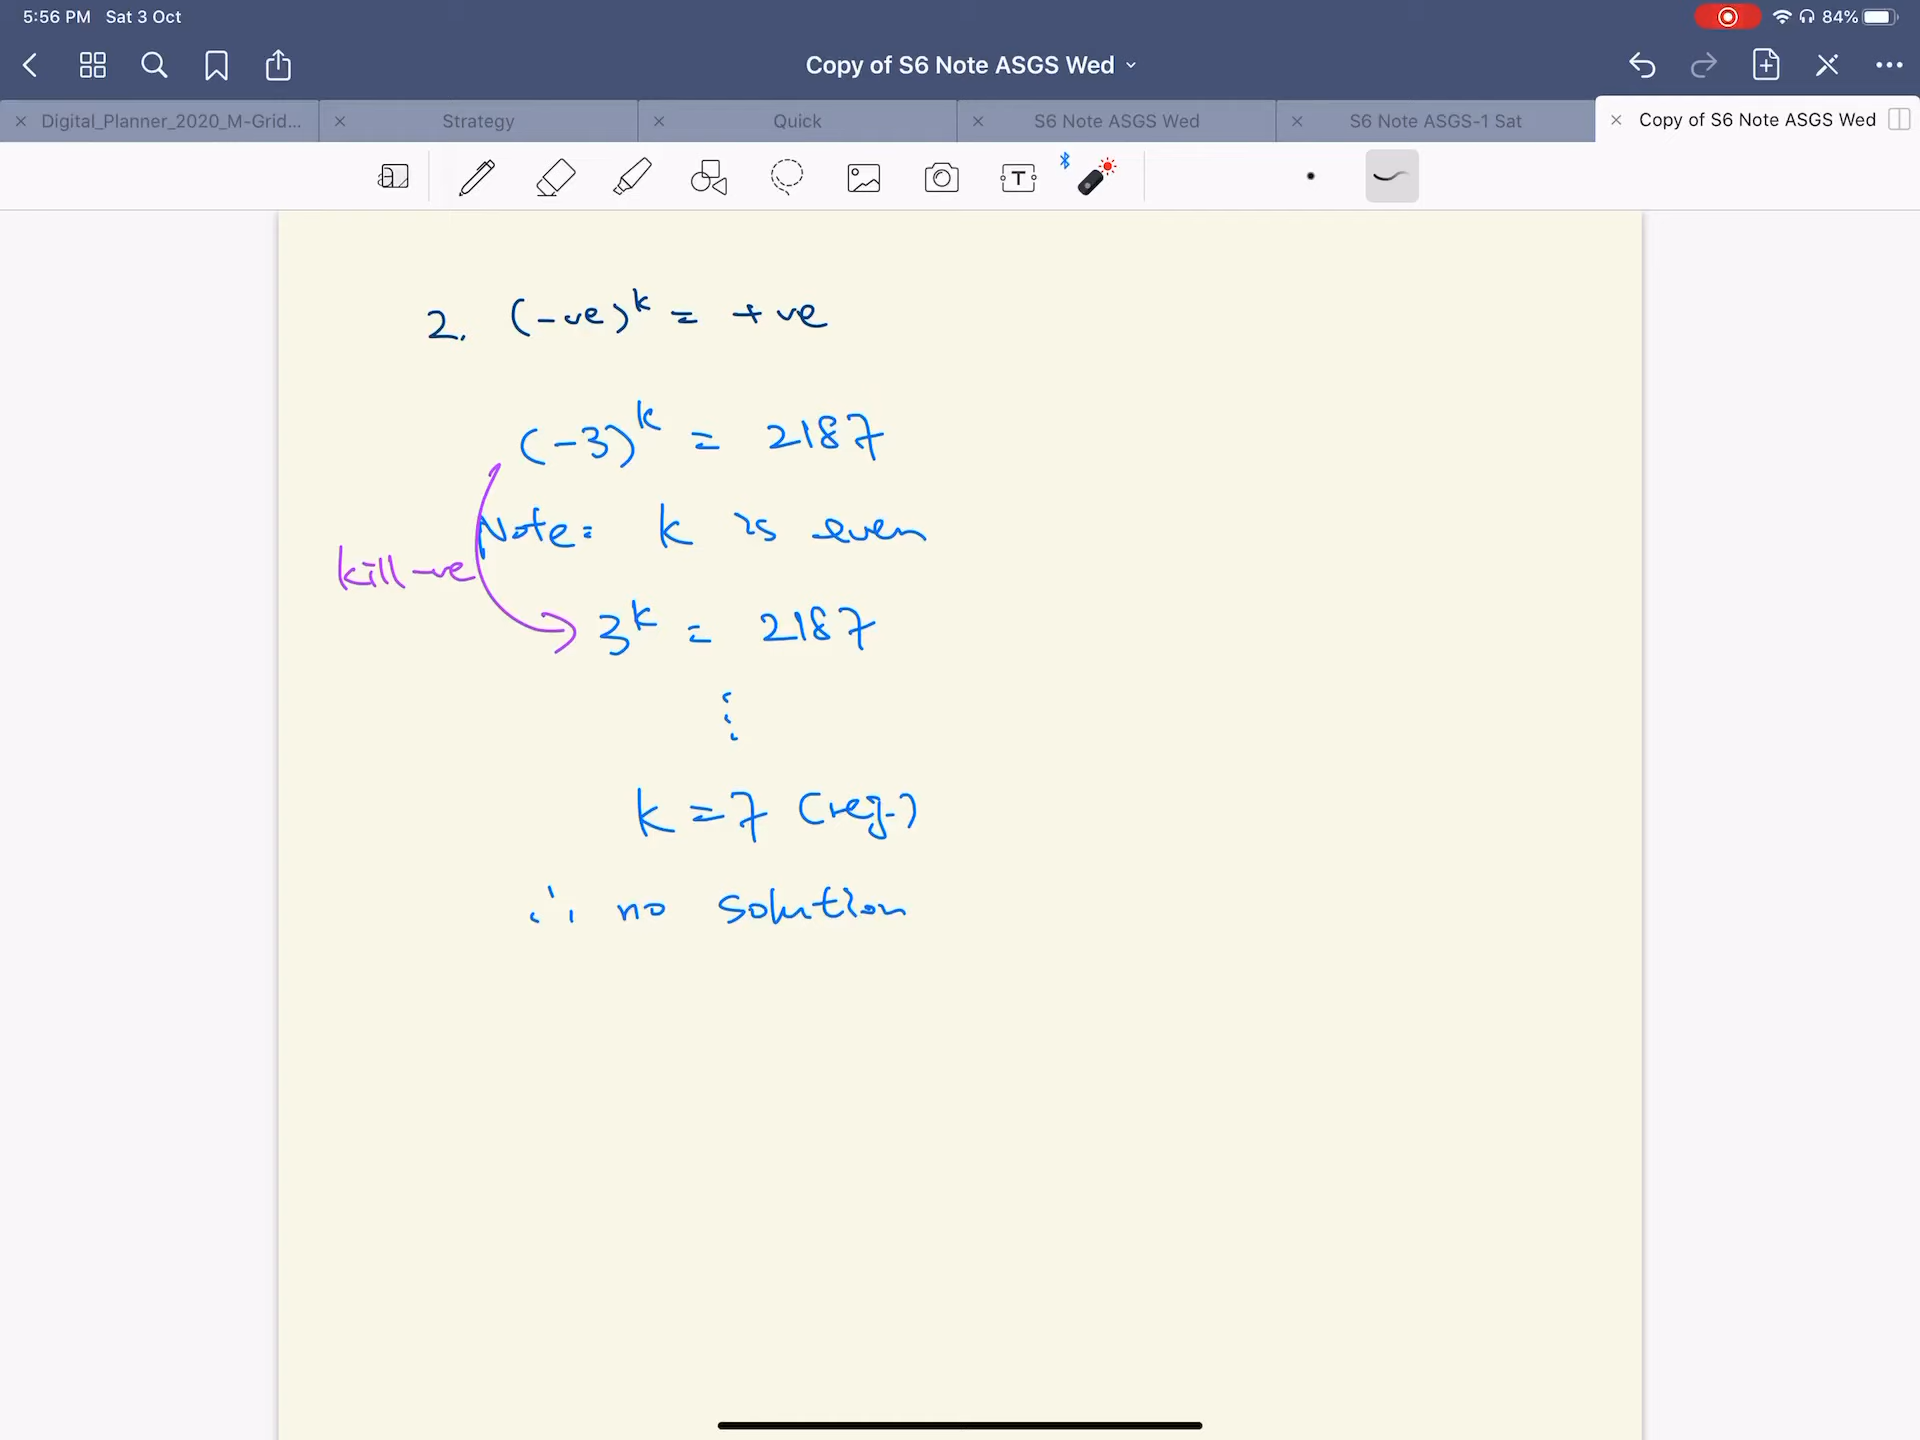 5:56 PM Sat 3 Oct
84%
Copy of S6 Note ASGS Wed
Digital_Planner_2020_M-Grid...
Strategy
Quick
S6 Note ASGS Wed
S6 Note ASGS-1 Sat
Copy of S6 Note ASGS Wed
2. (-ve)^k = +ve
(-3)^k = 2187
Note: k is even
kill -ve
3^k = 2187
⋮
k = 7 (rej.)
∴ no solution